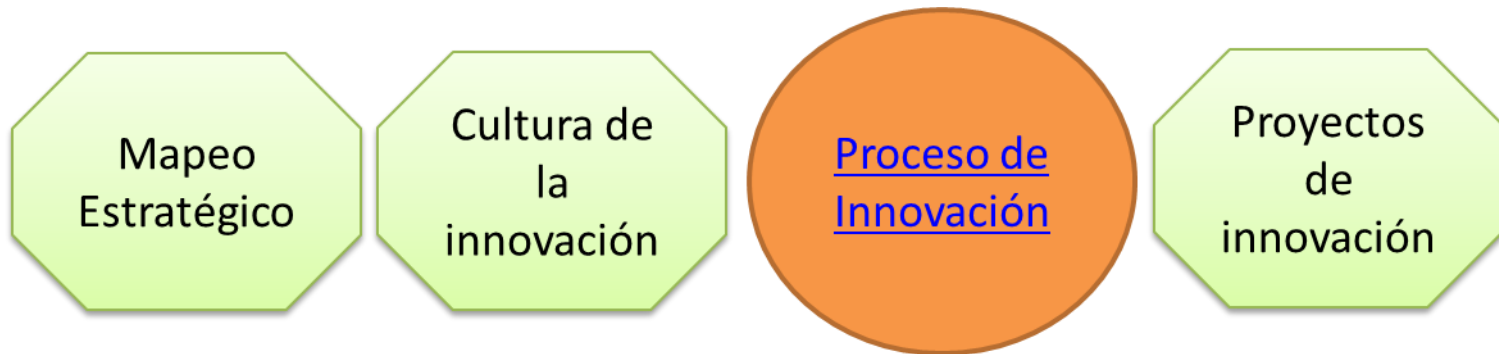 Mapeo
Estratégico
Cultura de
la
innovación
Proceso de
Innovación
Proyectos
de
innovación